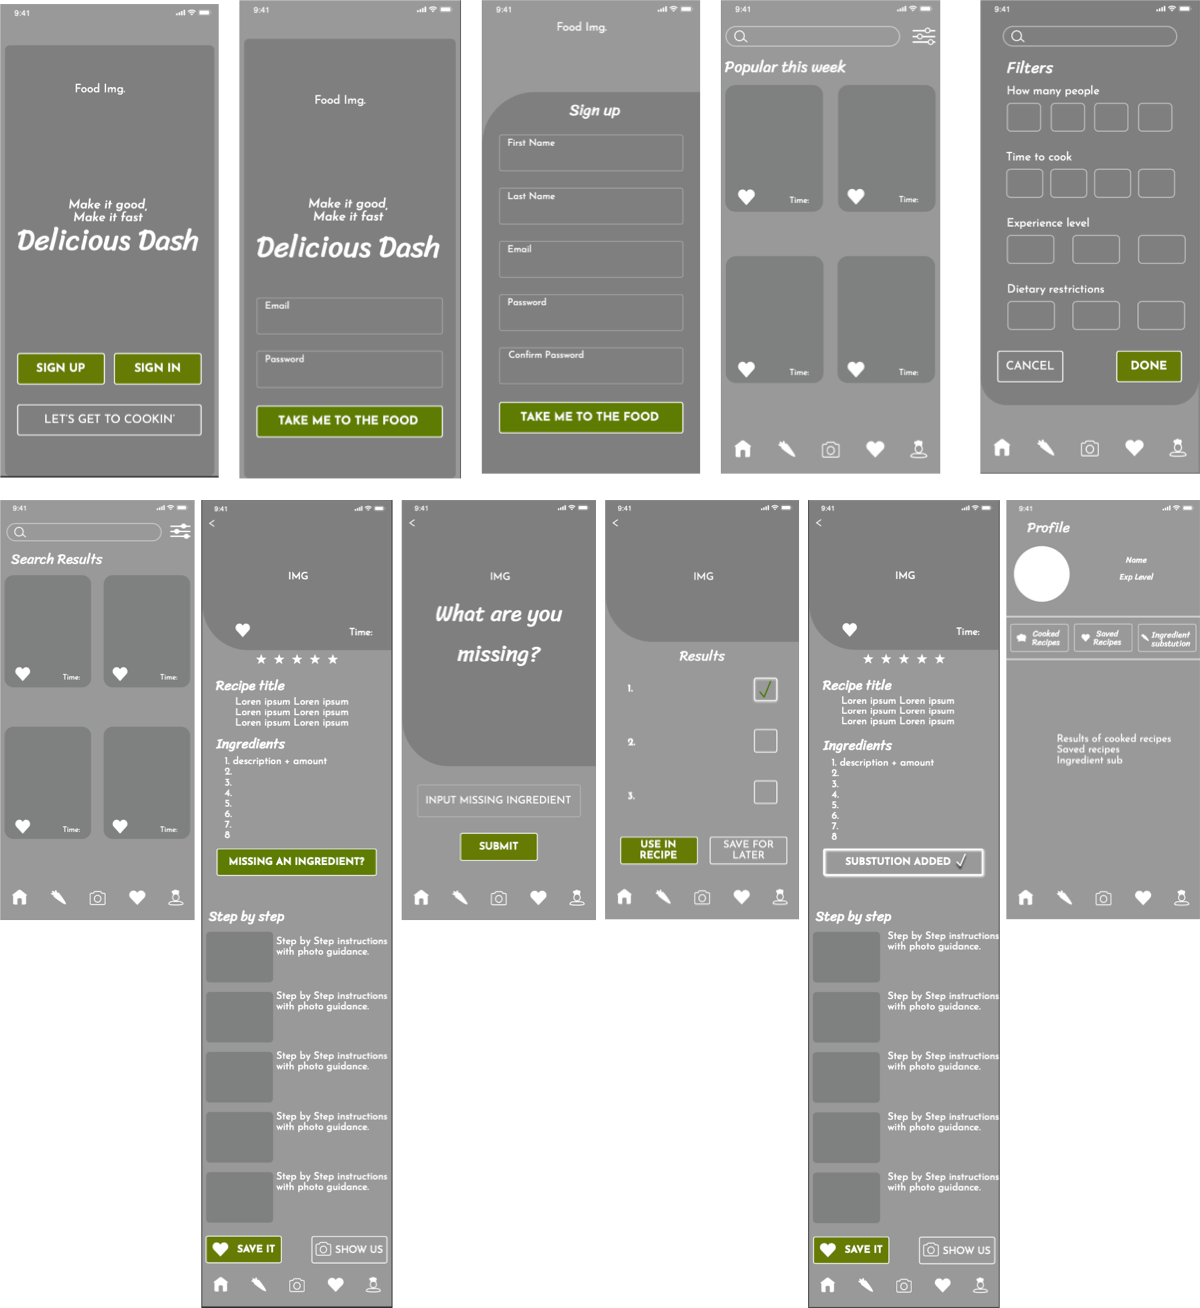 9:41
Food Img.
Make it good,
Make it fast
Delicious Dash
SIGN UP
SIGN IN
LET'S GET TO COOKIN'
9:41
Food Img.
Make it good,
Make it fast
Delicious Dash
Email
Password
TAKE ME TO THE FOOD
9:41
Food Img.
Sign up
First Name
Last Name
Email
Password
Confirm Password
TAKE ME TO THE FOOD
9:41
Popular this week
Time:
Time:
Time:
Time:
9:41
Filters
How many people
Time to cook
Experience level
Dietary restrictions
CANCEL
DONE
9:41
Search Results
Time:
Time:
Time:
Time:
9:41
<
IMG
Time:
Recipe title
Loren ipsum Loren ipsum
Loren ipsum Loren ipsum
Loren ipsum Loren ipsum
Ingredients
1. description + amount
2.
3.
4.
5.
6.
7.
8
MISSING AN INGREDIENT?
Step by step
Step by Step instructions
with photo guidance.
Step by Step instructions
with photo guidance.
Step by Step instructions
with photo guidance.
Step by Step instructions
with photo guidance.
Step by Step instructions
with photo guidance.
SAVE IT
SHOW US
9:41
<
IMG
What are you
missing?
INPUT MISSING INGREDIENT
SUBMIT
9:41
<
IMG
Results
1.
2.
3.
USE IN
RECIPE
SAVE FOR
LATER
9:41
<
IMG
Time:
Recipe title
Loren ipsum Loren ipsum
Loren ipsum Loren ipsum
Loren ipsum Loren ipsum
Ingredients
1. description + amount
2.
3.
4.
5.
6.
7.
8
SUBSTUTION ADDED
Step by step
Step by Step instructions
with photo guidance.
Step by Step instructions
with photo guidance.
Step by Step instructions
with photo guidance.
Step by Step instructions
with photo guidance.
Step by Step instructions
with photo guidance.
SAVE IT
SHOW US
9:41
Profile
Name
Exp Level
Cooked
Recipes
Saved
Recipes
Ingredient
substution
Results of cooked recipes
Saved recipes
Ingredient sub